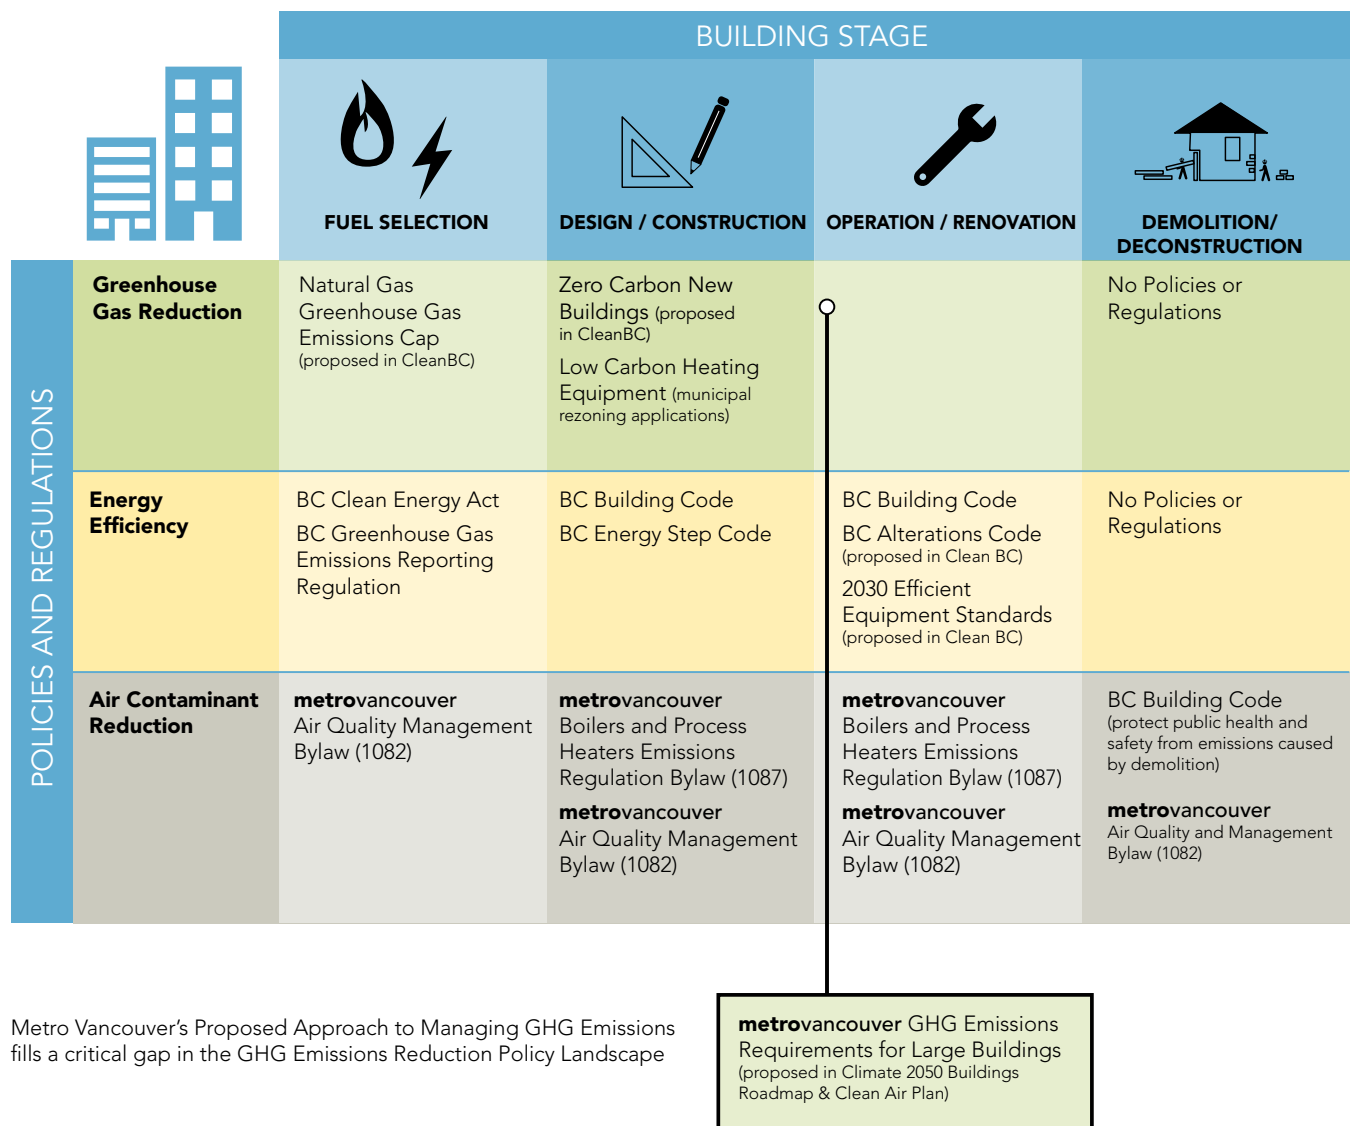 BUILDING STAGE
FUEL SELECTION
DESIGN / CONSTRUCTION
OPERATION / RENOVATION
DEMOLITION/
DECONSTRUCTION
POLICIES AND REGULATIONS
Greenhouse
Gas Reduction
Natural Gas
Greenhouse Gas
Emissions Cap
(proposed in CleanBC)
Zero Carbon New
Buildings (proposed
in CleanBC)
Low Carbon Heating
Equipment (municipal
rezoning applications)
No Policies or
Regulations
Energy
Efficiency
BC Clean Energy Act
BC Greenhouse Gas
Emissions Reporting
Regulation
BC Building Code
BC Energy Step Code
BC Building Code
BC Alterations Code
(proposed in Clean BC)
2030 Efficient
Equipment Standards
(proposed in Clean BC)
No Policies or
Regulations
Air Contaminant
Reduction
metrovancouver
Air Quality Management
Bylaw (1082)
metrovancouver
Boilers and Process
Heaters Emissions
Regulation Bylaw (1087)
metrovancouver
Air Quality Management
Bylaw (1082)
metrovancouver
Boilers and Process
Heaters Emissions
Regulation Bylaw (1087)
metrovancouver
Air Quality Management
Bylaw (1082)
BC Building Code
(protect public health and
safety from emissions caused
by demolition)
metrovancouver
Air Quality and Management
Bylaw (1082)
Metro Vancouver's Proposed Approach to Managing GHG Emissions
fills a critical gap in the GHG Emissions Reduction Policy Landscape
metrovancouver GHG Emissions
Requirements for Large Buildings
(proposed in Climate 2050 Buildings
Roadmap & Clean Air Plan)